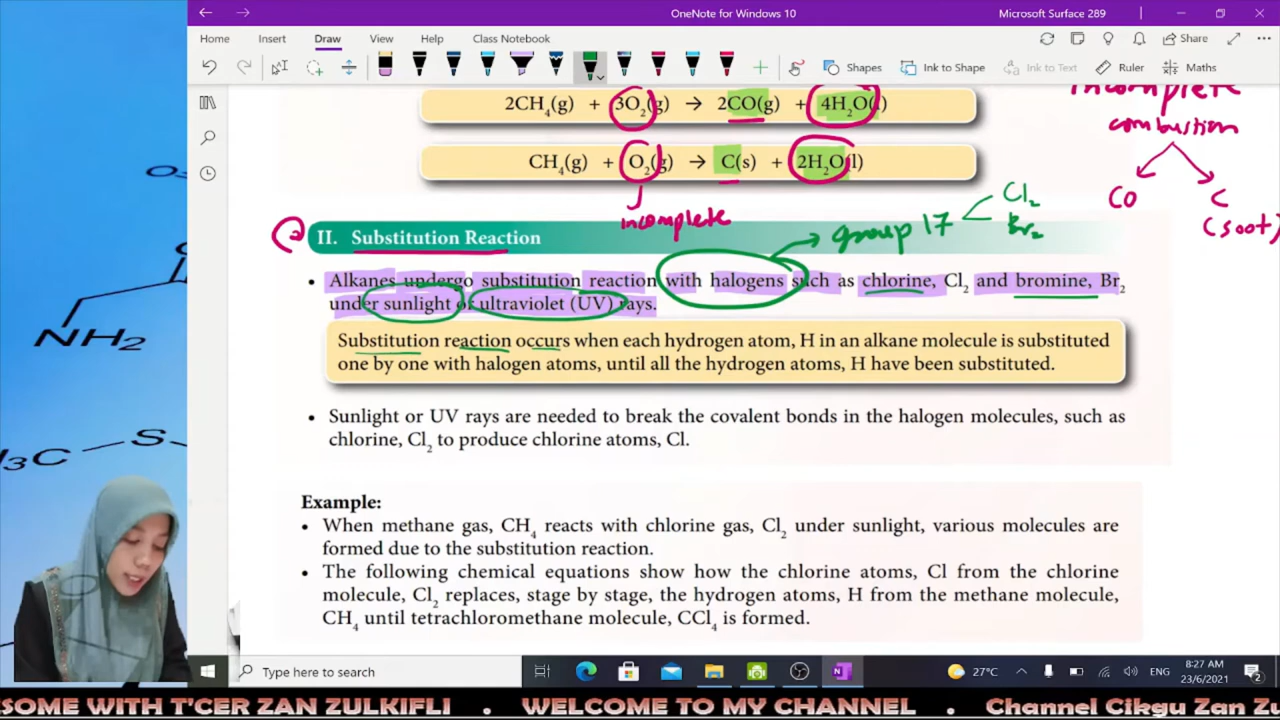 OneNote for Windows 10
Microsoft Surface 289
Home Insert Draw View Help Class Notebook
Share
Shapes Ink to Shape Ink to Text Ruler Maths
incomplete
combustion
CO C
(soot)
2CH₄(g) + 3O₂(g) → 2CO(g) + 4H₂O(l)
CH₄(g) + O₂(g) → C(s) + 2H₂O(l)
incomplete
group 17
Cl₂
Br₂
II. Substitution Reaction
• Alkanes undergo substitution reaction with halogens such as chlorine, Cl₂ and bromine, Br₂
under sunlight or ultraviolet (UV) rays.
Substitution reaction occurs when each hydrogen atom, H in an alkane molecule is substituted
one by one with halogen atoms, until all the hydrogen atoms, H have been substituted.
• Sunlight or UV rays are needed to break the covalent bonds in the halogen molecules, such as
chlorine, Cl₂ to produce chlorine atoms, Cl.
Example:
• When methane gas, CH₄ reacts with chlorine gas, Cl₂ under sunlight, various molecules are
formed due to the substitution reaction.
• The following chemical equations show how the chlorine atoms, Cl from the chlorine
molecule, Cl₂ replaces, stage by stage, the hydrogen atoms, H from the methane molecule,
CH₄ until tetrachloromethane molecule, CCl₄ is formed.
NH₂
₃C S
Type here to search
27°C
ENG
8:27 AM
23/6/2021
2
SOME WITH T'CER ZAN ZULKIFLI . WELCOME TO MY CHANNEL . Channel Cikgu Zan Zu